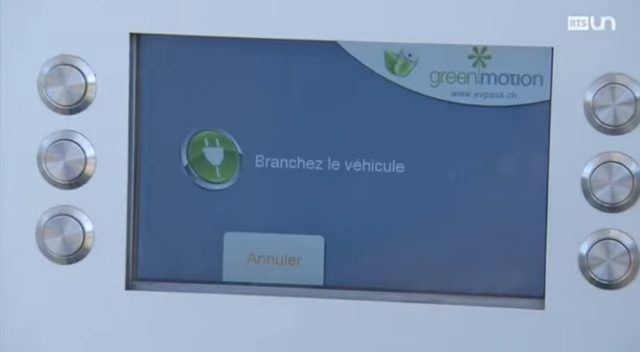 RTS UN
greenmotion
www.evpass.ch
Branchez le véhicule
Annuler